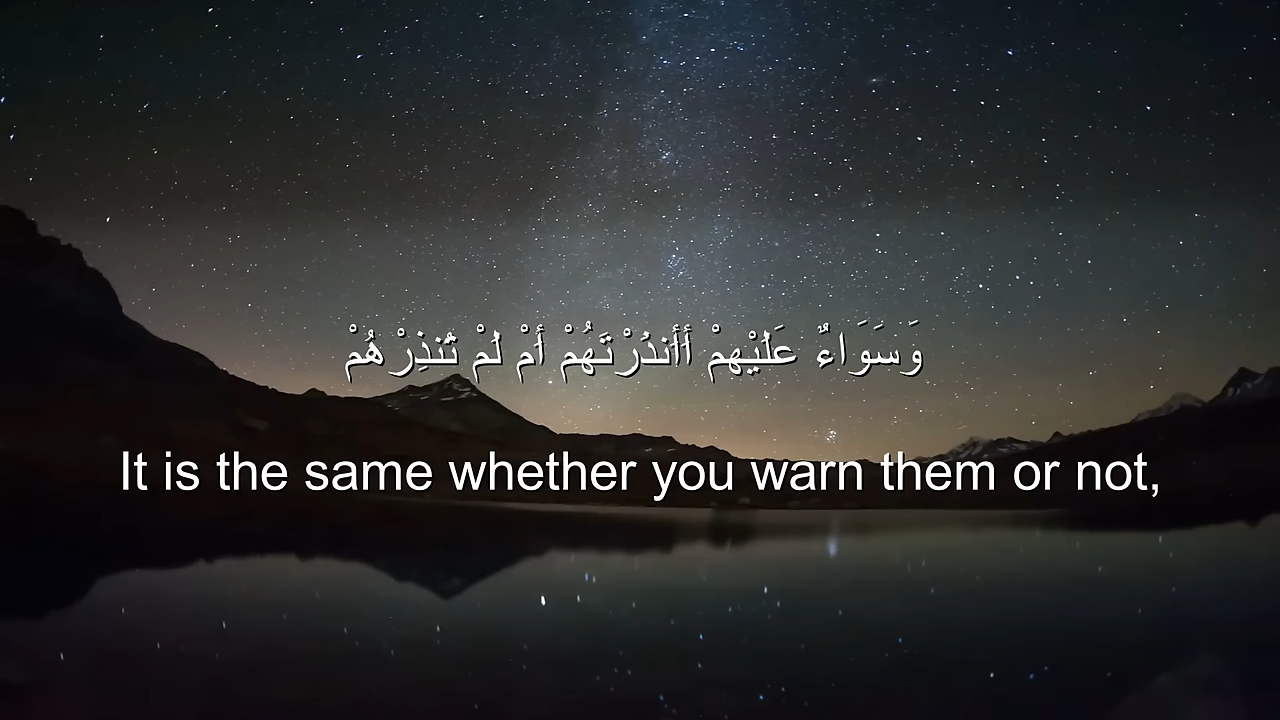 وَسَوَاءٌ عَلَيْهِمْ أَأَنذَرْتَهُمْ أَمْ لَمْ تُنذِرْهُمْ
It is the same whether you warn them or not,